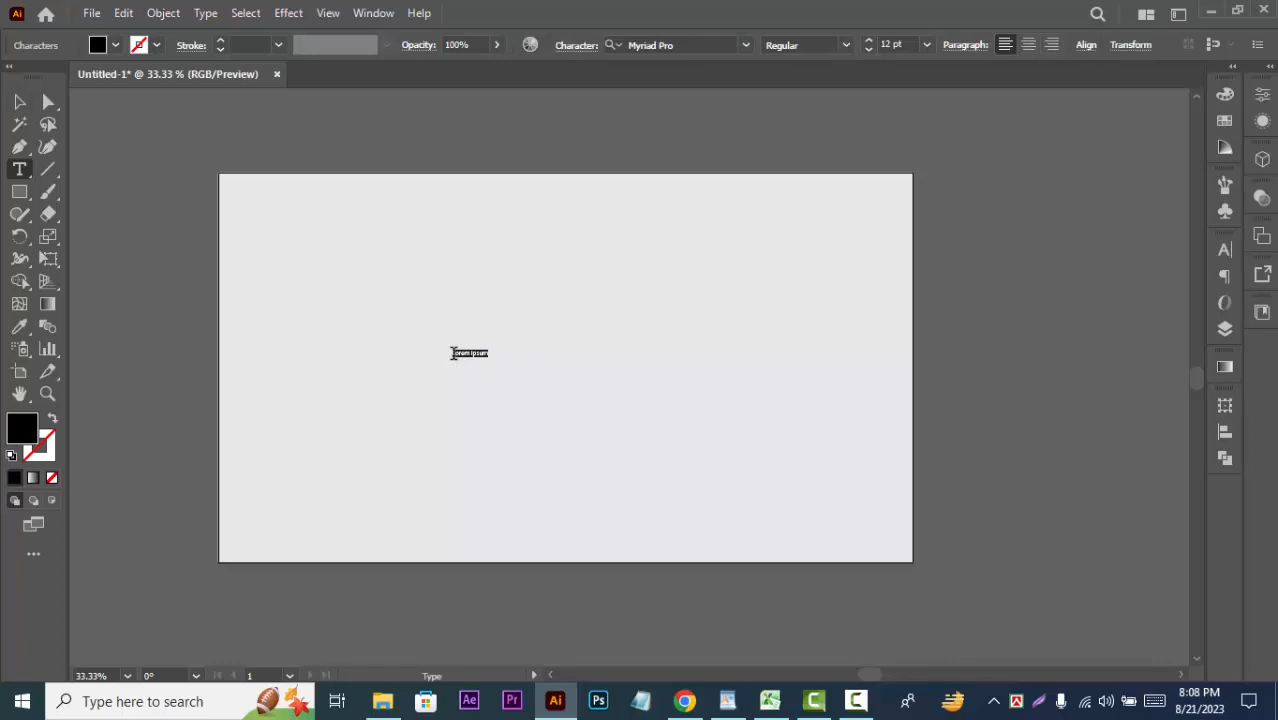 Ai File Edit Object Type Select Effect View Window Help
Characters Stroke: Opacity: 100% Character: Myriad Pro Regular 12 pt Paragraph: Align Transform
Untitled-1* @ 33.33 % (RGB/Preview)
Lorem ipsum
33.33% 0° 1 Type
Type here to search Ae Pr Ai Ps
8:08 PM
8/21/2023